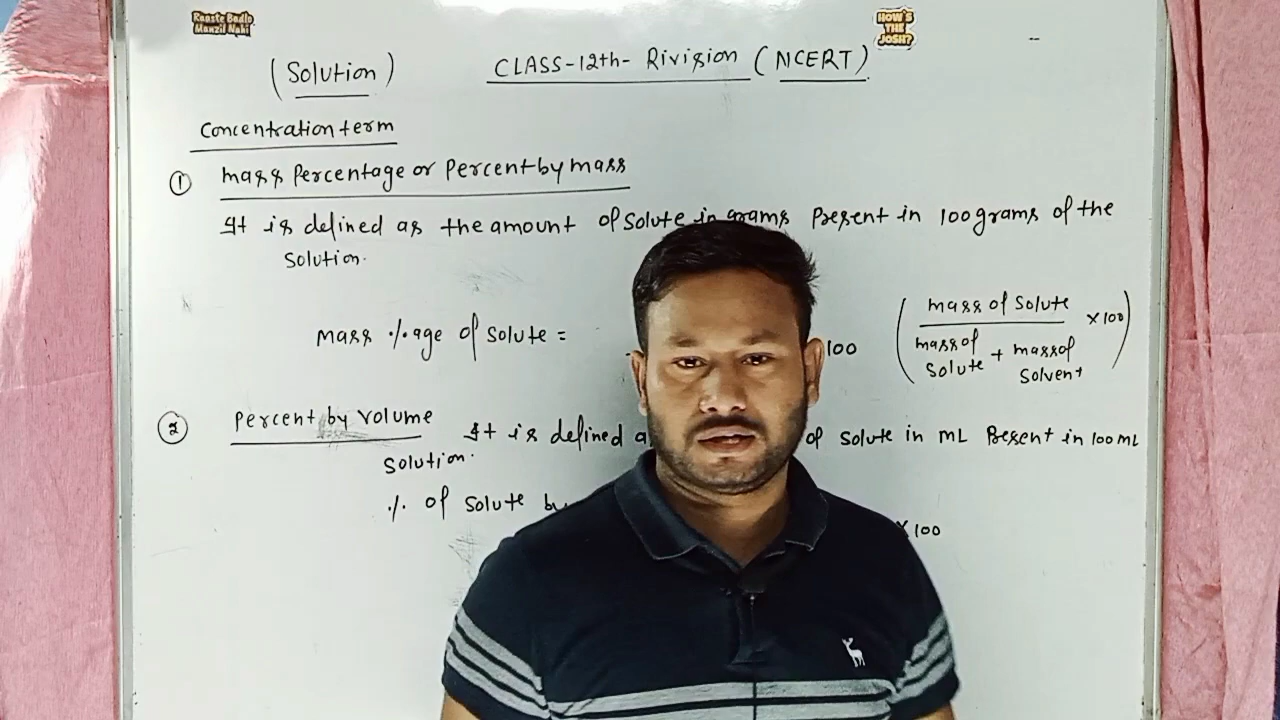 Raaste Badlo
Manzil Nahi
HOW'S
THE
JOSH?
(Solution) CLASS-12th- Rivision (NCERT)
Concentration term
① Mass Percentage or Percent by mass
It is defined as the amount of Solute in grams Present in 100 grams of the
Solution.
mass %age of Solute = 100 (mass of Solute / mass of Solute + mass of Solvent ×100)
② Percent by Volume It is defined of Solute in mL Present in 100 mL
Solution.
% of Solute by ×100